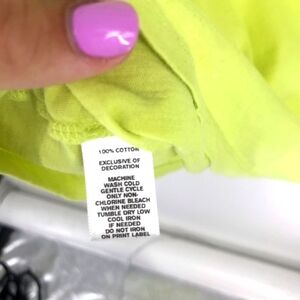 100% COTTON
EXCLUSIVE OF
DECORATION
MACHINE
WASH COLD
GENTLE CYCLE
ONLY NON-
CHLORINE BLEACH
WHEN NEEDED
TUMBLE DRY LOW
COOL IRON
IF NEEDED
DO NOT IRON
ON PRINT LABEL